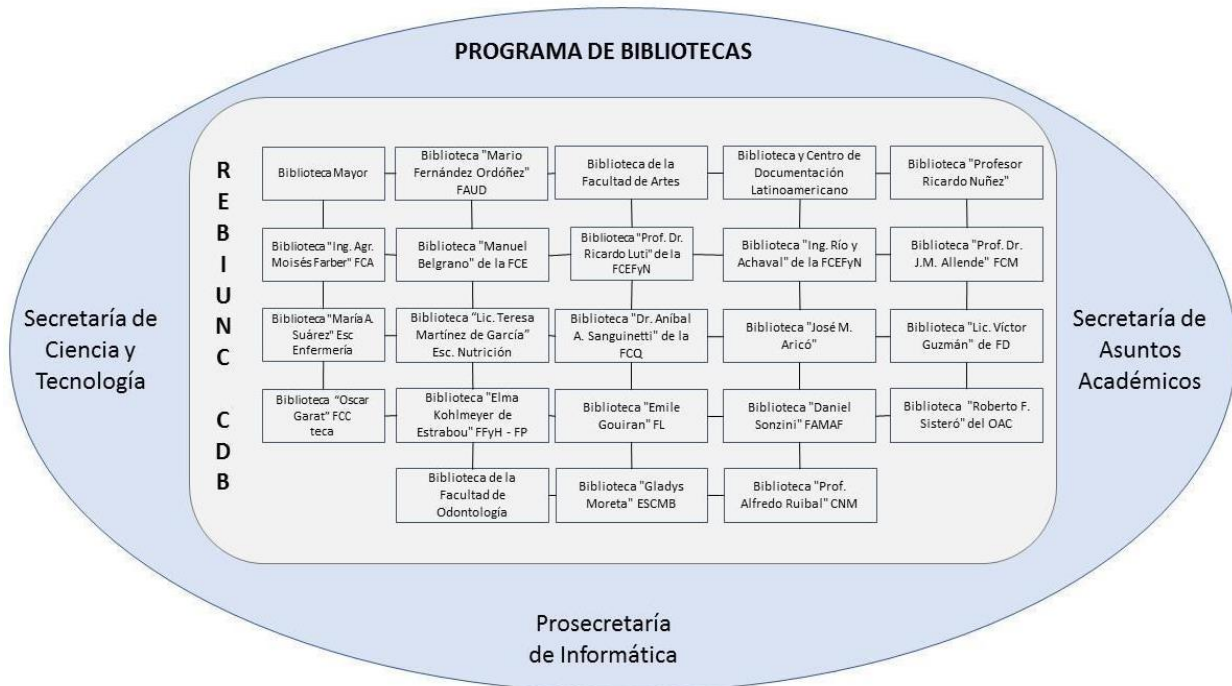 PROGRAMA DE BIBLIOTECAS
REBIUNC
CDB
Biblioteca Mayor
Biblioteca "Mario
Fernández Ordóñez"
FAUD
Biblioteca de la
Facultad de Artes
Biblioteca y Centro de
Documentación
Latinoamericano
Biblioteca "Profesor
Ricardo Nuñez"
Biblioteca "Ing. Agr.
Moisés Farber" FCA
Biblioteca "Manuel
Belgrano" de la FCE
Biblioteca "Prof. Dr.
Ricardo Luti" de la
FCEFyN
Biblioteca "Ing. Río y
Achaval" de la FCEFyN
Biblioteca "Prof. Dr.
J.M. Allende" FCM
Biblioteca "María A.
Suárez" Esc
Enfermería
Biblioteca “Lic. Teresa
Martínez de García”
Esc. Nutrición
Biblioteca "Dr. Aníbal
A. Sanguinetti" de la
FCQ
Biblioteca "José M.
Aricó"
Biblioteca "Lic. Víctor
Guzmán" de FD
Biblioteca “Oscar
Garat" FCC
teca
Biblioteca "Elma
Kohlmeyer de
Estrabou" FFyH - FP
Biblioteca "Emile
Gouiran" FL
Biblioteca "Daniel
Sonzini" FAMAF
Biblioteca "Roberto F.
Sisteró" del OAC
Biblioteca de la
Facultad de
Odontología
Biblioteca "Gladys
Moreta" ESCMB
Biblioteca "Prof.
Alfredo Ruibal" CNM
Secretaría de
Ciencia y
Tecnología
Secretaría de
Asuntos
Académicos
Prosecretaría
de Informática